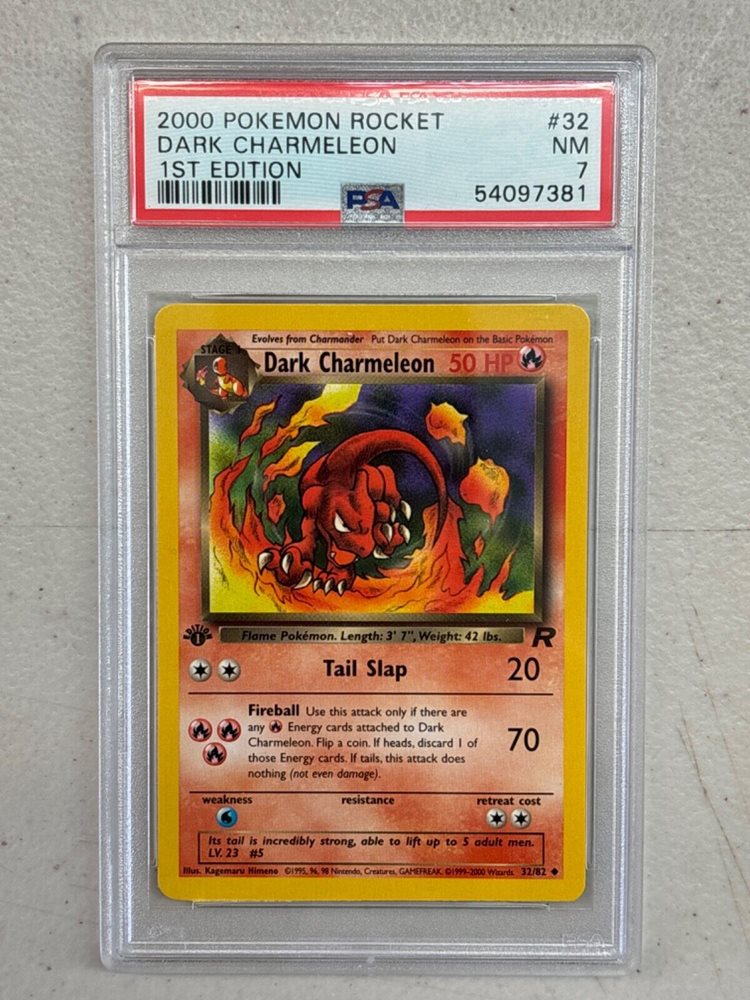 2000 POKEMON ROCKET #32
DARK CHARMELEON NM
1ST EDITION 7
PSA 54097381
Evolves from Charmander Put Dark Charmeleon on the Basic Pokémon
STAGE 1
Dark Charmeleon 50 HP
EDITION 1
Flame Pokémon. Length: 3' 7", Weight: 42 lbs.
R
Tail Slap 20
Fireball Use this attack only if there are
any Energy cards attached to Dark
Charmeleon. Flip a coin. If heads, discard 1 of
those Energy cards. If tails, this attack does
nothing (not even damage).
70
weakness resistance retreat cost
Its tail is incredibly strong, able to lift up to 5 adult men.
LV. 23 #5
Illus. Kagemaru Himeno ©1995, 96, 98 Nintendo, Creatures, GAMEFREAK. ©1999-2000 Wizards. 32/82
PSA